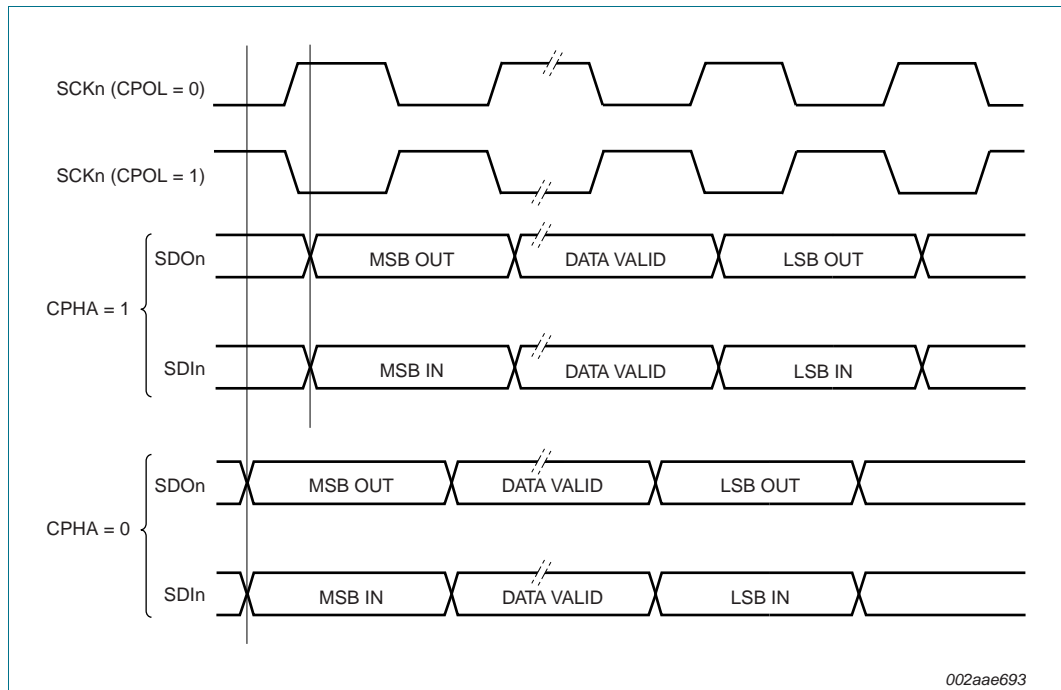 SCKn (CPOL = 0)
SCKn (CPOL = 1)
CPHA = 1
SDOn
MSB OUT
DATA VALID
LSB OUT
SDIn
MSB IN
DATA VALID
LSB IN
CPHA = 0
SDOn
MSB OUT
DATA VALID
LSB OUT
SDIn
MSB IN
DATA VALID
LSB IN
002aae693